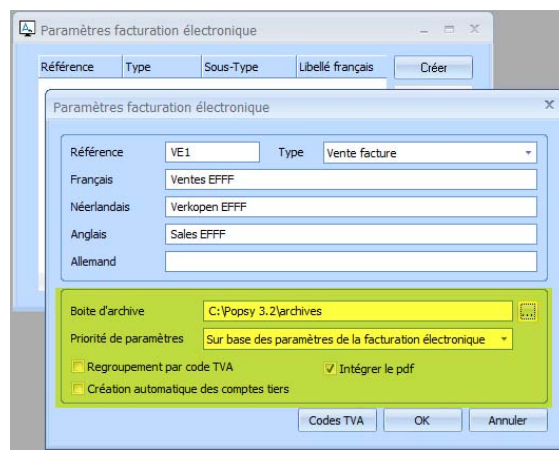 Paramètres facturation électronique
Référence Type Sous-Type Libellé français Créer
Paramètres facturation électronique
Référence VE1 Type Vente facture
Français Ventes EFFF
Néerlandais Verkopen EFFF
Anglais Sales EFFF
Allemand
Boite d'archive C:\Popsy 3.2\archives ...
Priorité de paramètres Sur base des paramètres de la facturation électronique
Regroupement par code TVA Intégrer le pdf
Création automatique des comptes tiers
Codes TVA OK Annuler